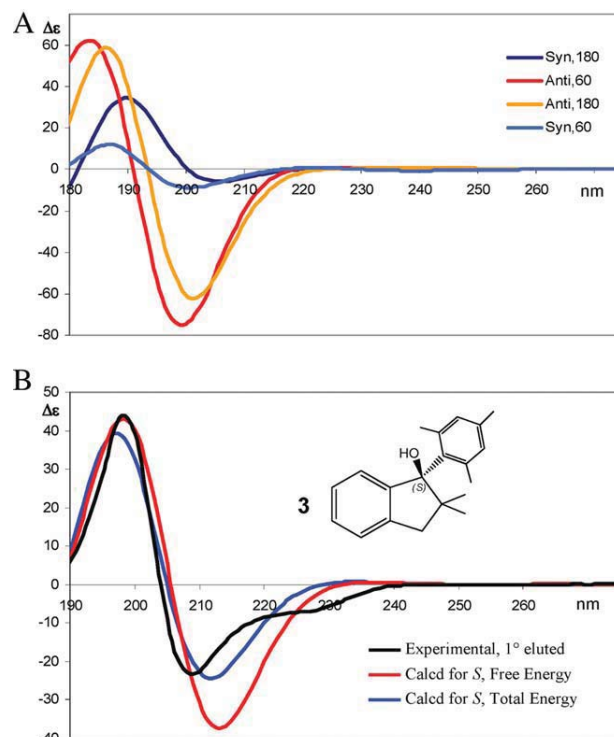 A
Δε
60
40
20
0
-20
-40
-60
-80
180
190
200
210
220
230
240
250
260
nm
Syn,180
Anti,60
Anti,180
Syn,60
B
Δε
50
40
30
20
10
0
-10
-20
-30
-40
190
200
210
220
230
240
250
260
nm
3
HO
(S)
Experimental, 1° eluted
Calcd for S, Free Energy
Calcd for S, Total Energy